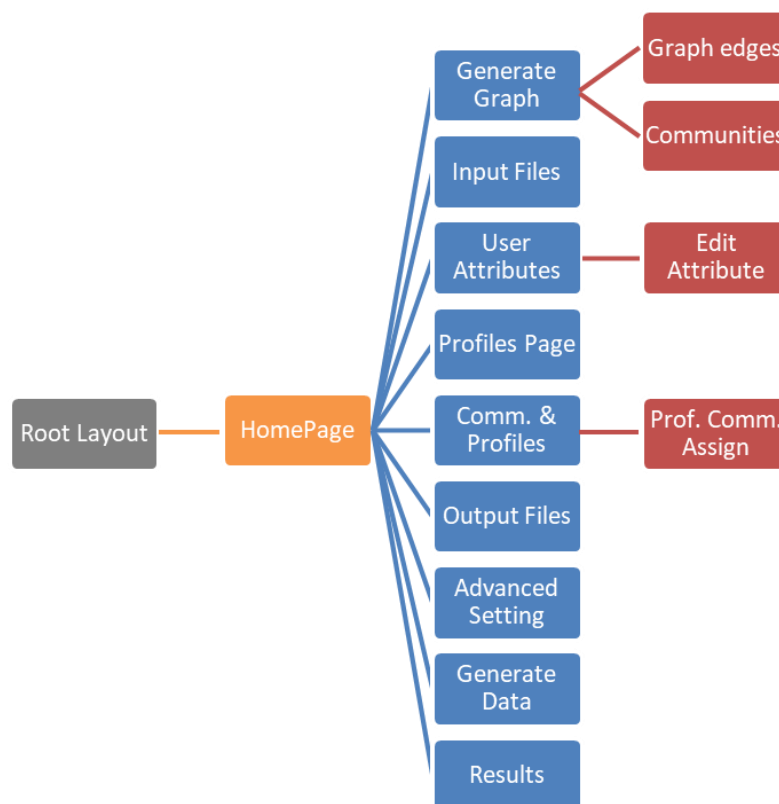 Graph edges
Generate
Graph
Communities
Input Files
User
Attributes
Edit
Attribute
Profiles Page
Root Layout
HomePage
Comm. &
Profiles
Prof. Comm.
Assign
Output Files
Advanced
Setting
Generate
Data
Results